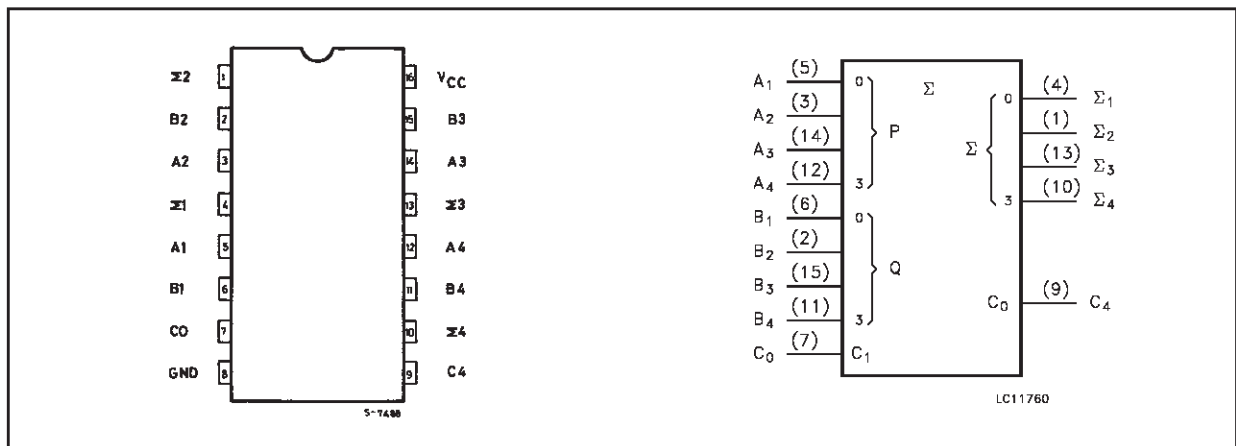 Σ2 1 16 VCC
B2 2 15 B3
A2 3 14 A3
Σ1 4 13 Σ3
A1 5 12 A4
B1 6 11 B4
C0 7 10 Σ4
GND 8 9 C4
S-7488
Σ
A1 (5) 0
A2 (3)
A3 (14)
A4 (12) 3
P
B1 (6) 0
B2 (2)
B3 (15)
B4 (11) 3
Q
C0 (7) C1
Σ
0 (4) Σ1
(1) Σ2
(13) Σ3
3 (10) Σ4
C0 (9) C4
LC11760